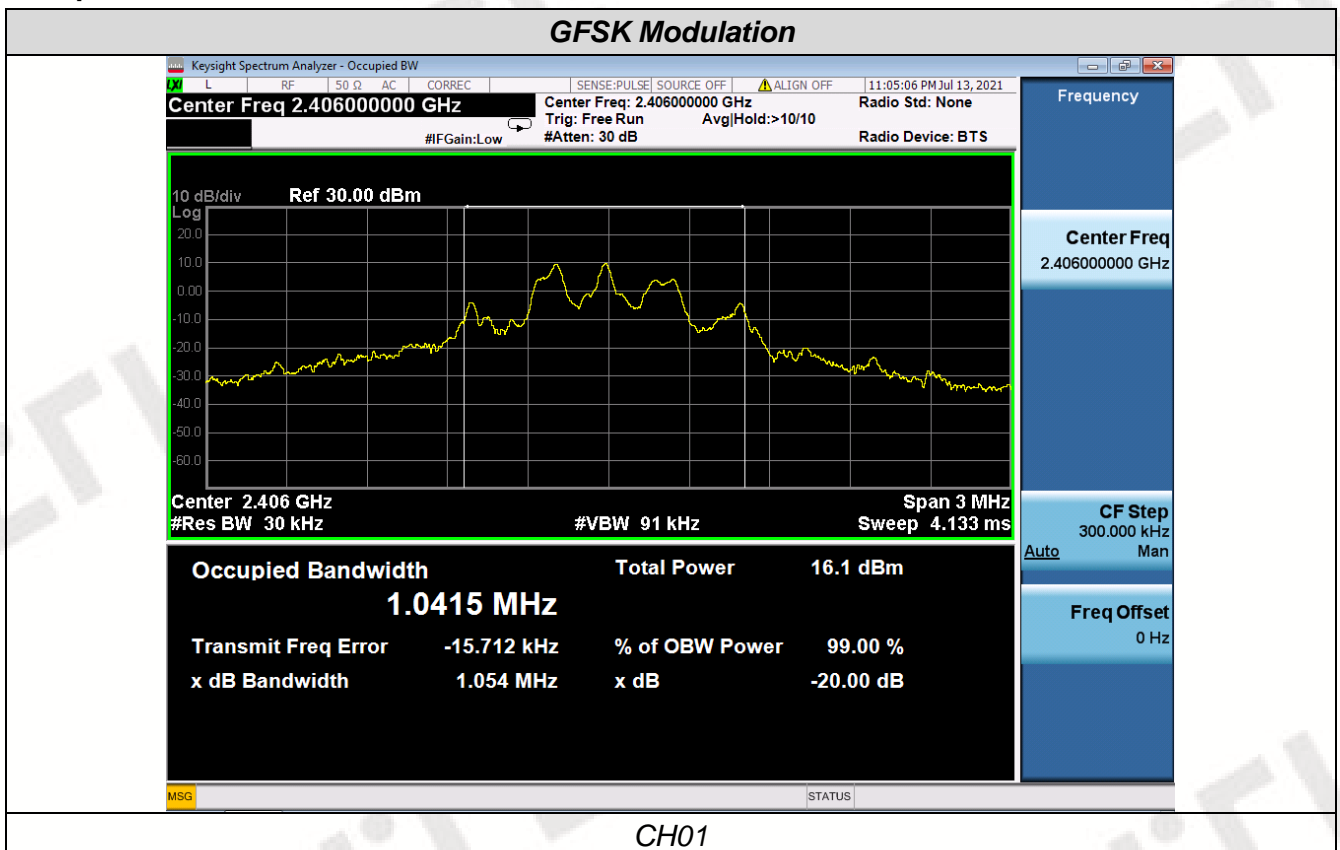 GFSK Modulation
Keysight Spectrum Analyzer - Occupied BW
LXI L RF 50 Ω AC CORREC SENSE:PULSE SOURCE OFF ALIGN OFF 11:05:06 PM Jul 13, 2021
Center Freq 2.406000000 GHz
Center Freq: 2.406000000 GHz
Radio Std: None
Trig: Free Run Avg|Hold:>10/10
#IFGain:Low
#Atten: 30 dB
Radio Device: BTS
Frequency
10 dB/div Ref 30.00 dBm
Log
20.0
10.0
0.00
-10.0
-20.0
-30.0
-40.0
-50.0
-60.0
Center 2.406 GHz Span 3 MHz
#Res BW 30 kHz #VBW 91 kHz Sweep 4.133 ms
Center Freq
2.406000000 GHz
CF Step
300.000 kHz
Auto Man
Freq Offset
0 Hz
Occupied Bandwidth Total Power 16.1 dBm
1.0415 MHz
Transmit Freq Error -15.712 kHz % of OBW Power 99.00 %
x dB Bandwidth 1.054 MHz x dB -20.00 dB
MSG STATUS
CH01